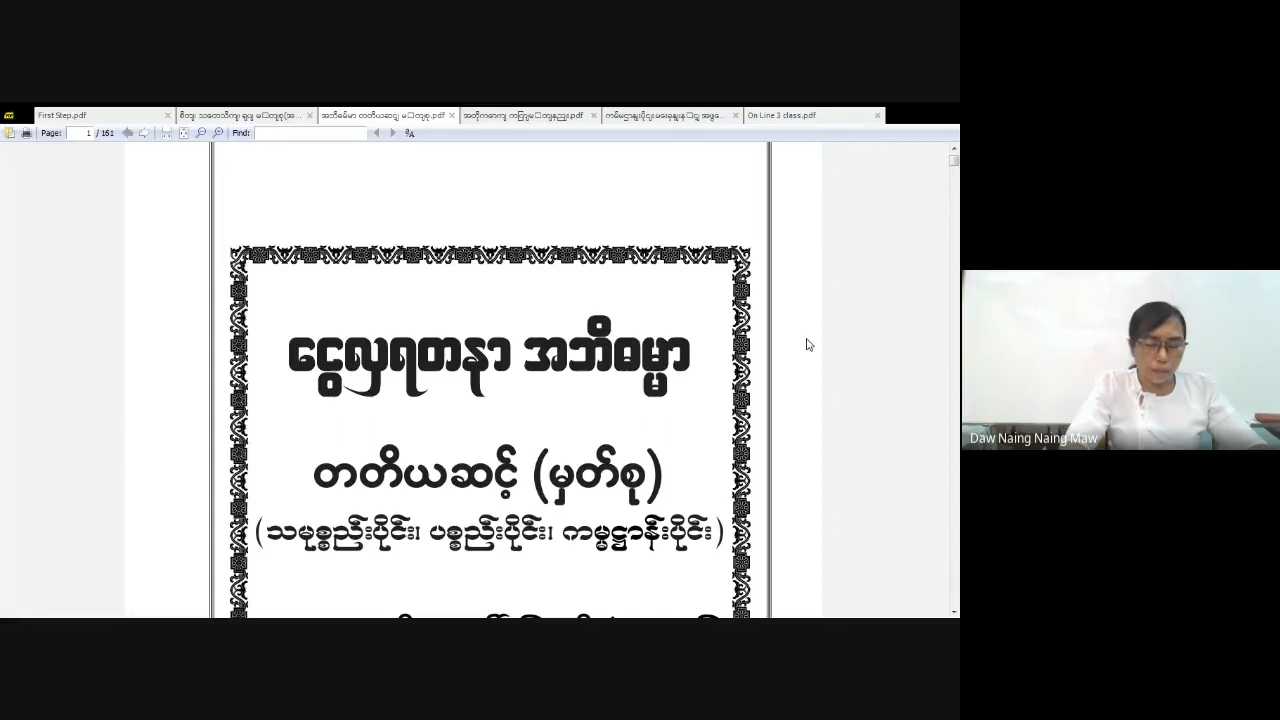 First Step.pdf
On Line 3 class.pdf
Page: 1 / 161 Find:
ငွေလှရတနာ အဘိဓမ္မာ
တတိယဆင့် (မှတ်စု)
(သမုစ္စည်းပိုင်း၊ ပစ္စည်းပိုင်း၊ ကမ္မဋ္ဌာန်းပိုင်း)
Daw Naing Naing Maw